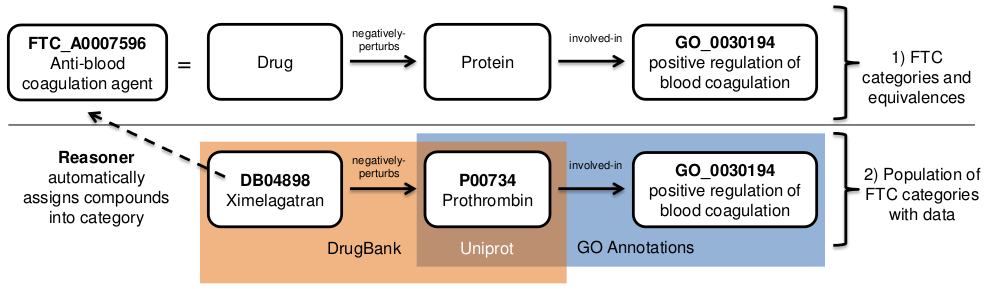 FTC_A0007596
Anti-blood
coagulation agent
=
Drug
negatively-
perturbs
Protein
involved-in
GO_0030194
positive regulation of
blood coagulation
1) FTC
categories and
equivalences
Reasoner
automatically
assigns compounds
into category
DB04898
Ximelagatran
negatively-
perturbs
P00734
Prothrombin
involved-in
GO_0030194
positive regulation of
blood coagulation
2) Population of
FTC categories
with data
DrugBank
Uniprot
GO Annotations